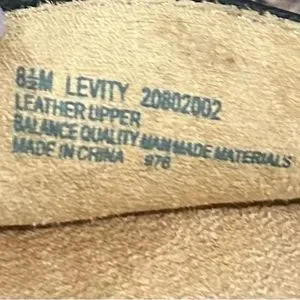 8½M LEVITY 20802002
LEATHER UPPER
BALANCE QUALITY MAN MADE MATERIALS
MADE IN CHINA 976